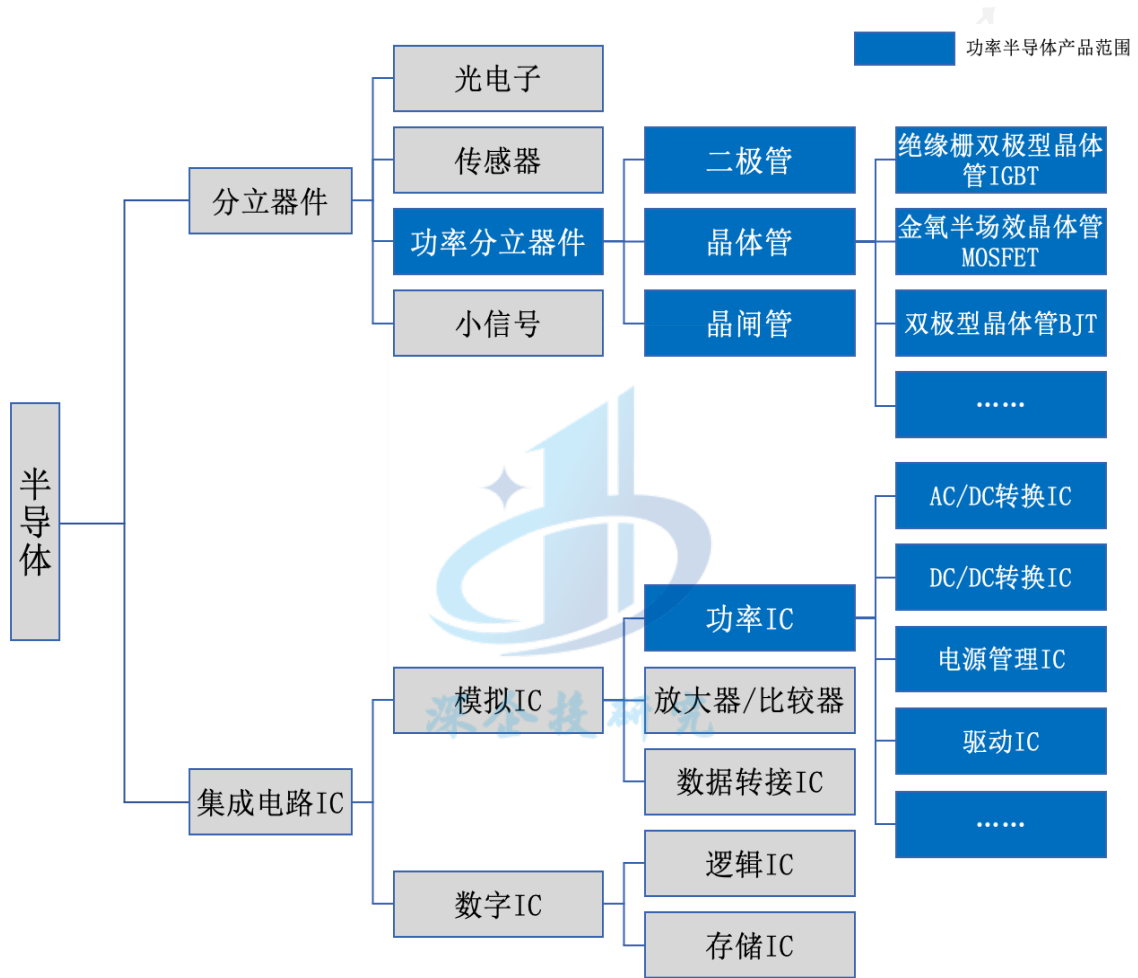 功率半导体产品范围
光电子
传感器
分立器件
功率分立器件
小信号
二极管
晶体管
晶闸管
绝缘栅双极型晶体
管IGBT
金氧半场效晶体管
MOSFET
双极型晶体管BJT
……
半
导
体
集成电路IC
模拟IC
数字IC
功率IC
放大器/比较器
数据转接IC
逻辑IC
存储IC
AC/DC转换IC
DC/DC转换IC
电源管理IC
驱动IC
……
深企投研究